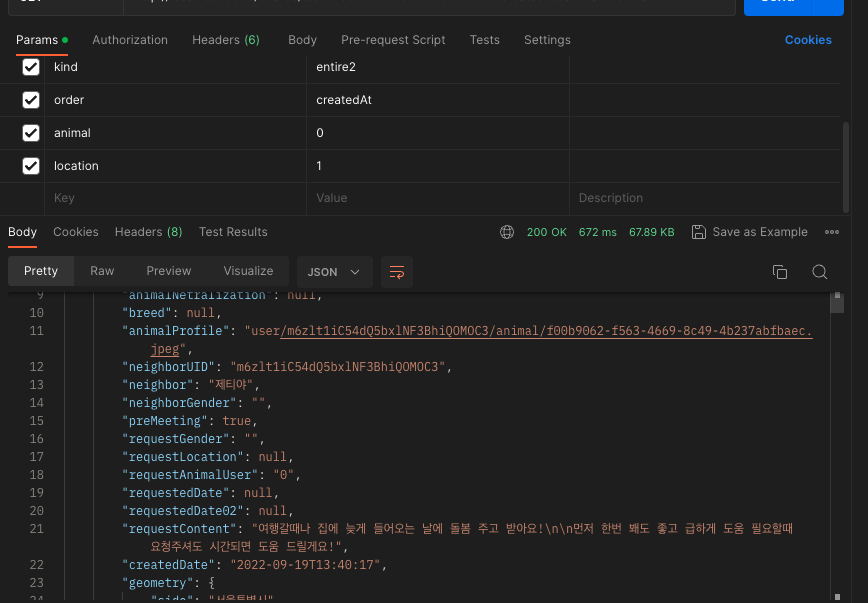 Params
Authorization
Headers (6)
Body
Pre-request Script
Tests
Settings
Cookies
kind entire2
order createdAt
animal 0
location 1
Key Value Description
Body Cookies Headers (8) Test Results 200 OK 672 ms 67.89 KB Save as Example
Pretty Raw Preview Visualize JSON
9 "animalNetralization": null,
10 "breed": null,
11 "animalProfile": "user/m6zlt1iC54dQ5bxlNF3BhiQOMOC3/animal/f00b9062-f563-4669-8c49-4b237abfbaec.
jpeg",
12 "neighborUID": "m6zlt1iC54dQ5bxlNF3BhiQOMOC3",
13 "neighbor": "제티야",
14 "neighborGender": "",
15 "preMeeting": true,
16 "requestGender": "",
17 "requestLocation": null,
18 "requestAnimalUser": "0",
19 "requestedDate": null,
20 "requestedDate02": null,
21 "requestContent": "여행갈때나 집에 늦게 들어오는 날에 돌봄 주고 받아요!\n\n먼저 한번 봬도 좋고 급하게 도움 필요할때
요청주셔도 시간되면 도움 드릴게요!",
22 "createdDate": "2022-09-19T13:40:17",
23 "geometry": {
24 "sido": "서울특별시"